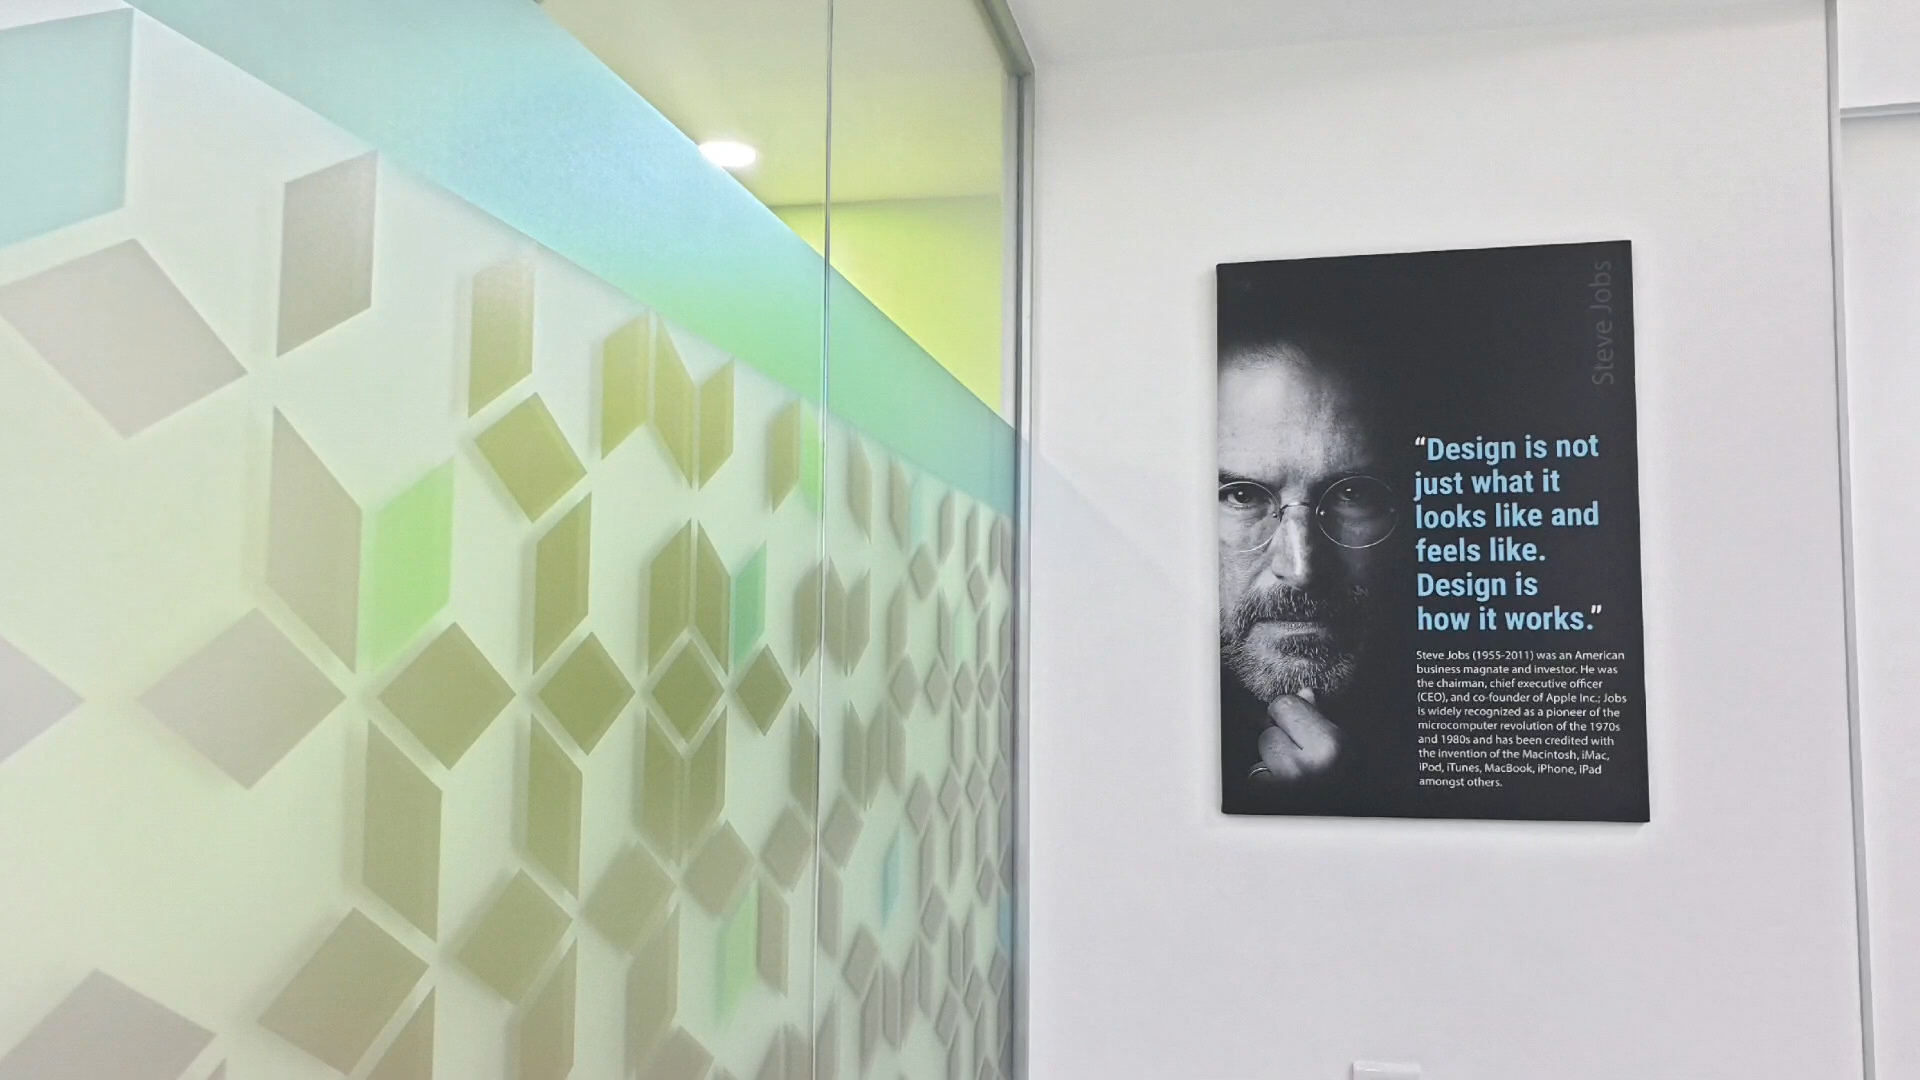 Steve Jobs
“Design is not
just what it
looks like and
feels like.
Design is
how it works.”
Steve Jobs (1955-2011) was an American
business magnate and investor. He was
the chairman, chief executive officer
(CEO), and co-founder of Apple Inc.; Jobs
is widely recognized as a pioneer of the
microcomputer revolution of the 1970s
and 1980s and has been credited with
the invention of the Macintosh, iMac,
iPod, iTunes, MacBook, iPhone, iPad
amongst others.